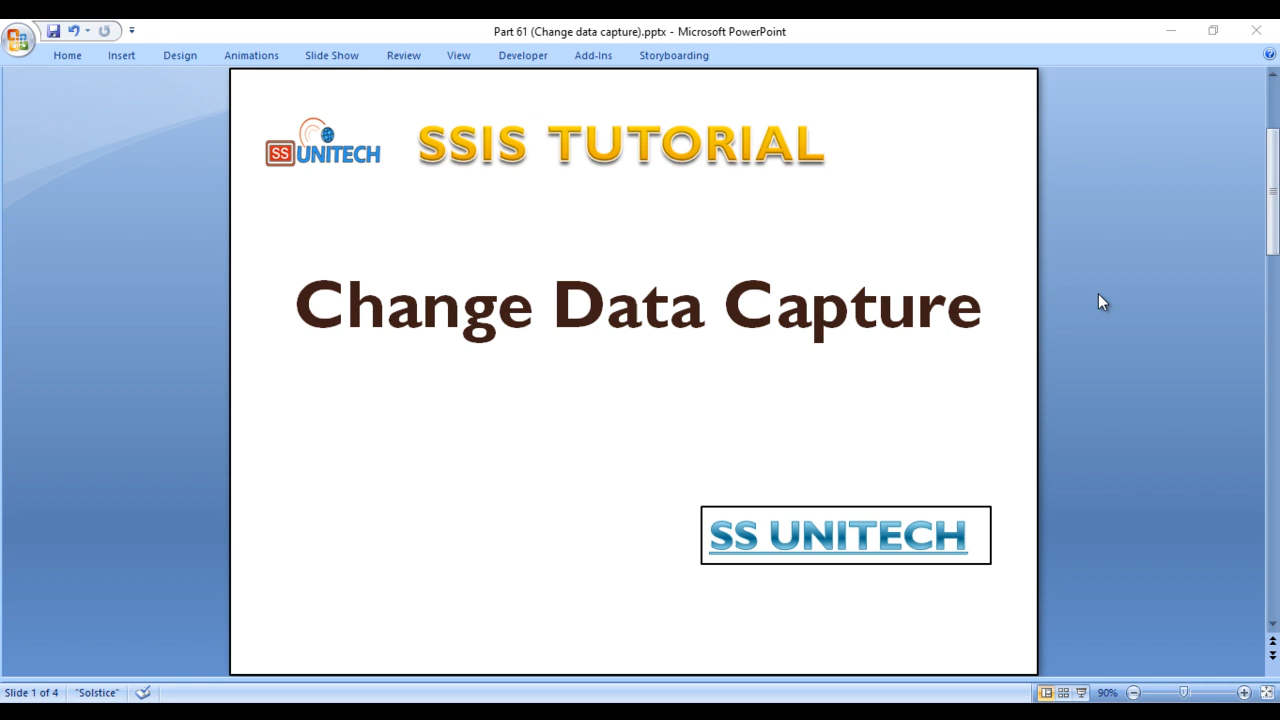 Part 61 (Change data capture).pptx - Microsoft PowerPoint
Home Insert Design Animations Slide Show Review View Developer Add-Ins Storyboarding
SS UNITECH
SSIS TUTORIAL
Change Data Capture
SS UNITECH
Slide 1 of 4 "Solstice" 90%